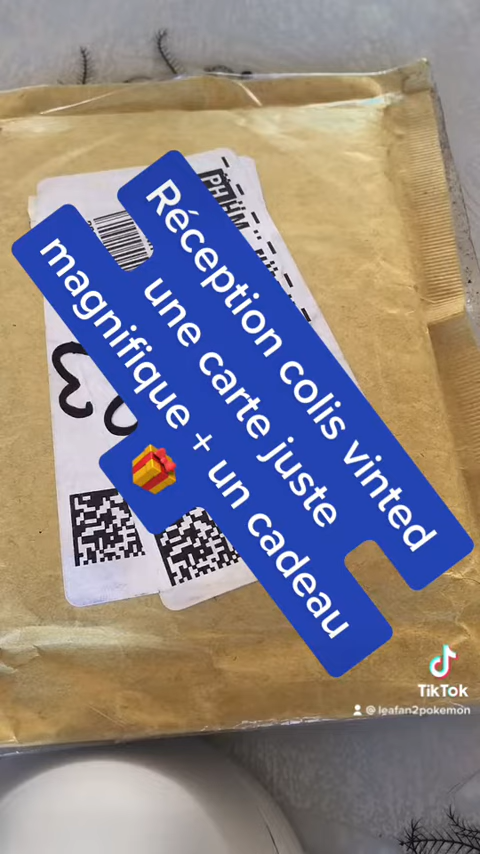 Réception colis vinted
une carte juste
magnifique + un cadeau
🎁
TikTok
@leafan2pokemon